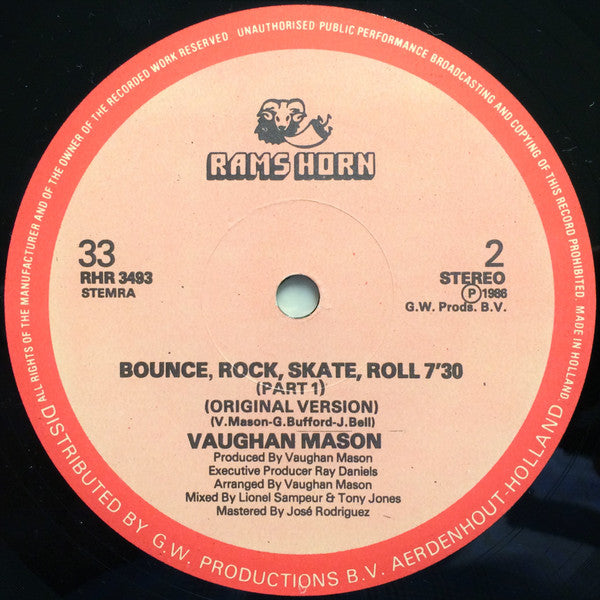 ALL RIGHTS OF THE MANUFACTURER AND OF THE OWNER OF THE RECORDED WORK RESERVED UNAUTHORISED PUBLIC PERFORMANCE BROADCASTING AND COPYING OF THIS RECORD PROHIBITED. MADE IN HOLLAND
RAMS HORN
33
RHR 3493
STEMRA
2
STEREO
Ⓟ1986
G.W. Prods. B.V.
BOUNCE, ROCK, SKATE, ROLL 7'30
(PART 1)
(ORIGINAL VERSION)
(V.Mason-G.Bufford-J.Bell)
VAUGHAN MASON
Produced By Vaughan Mason
Executive Producer Ray Daniels
Arranged By Vaughan Mason
Mixed By Lionel Sampeur & Tony Jones
Mastered By José Rodriguez
DISTRIBUTED BY G.W. PRODUCTIONS B.V. AERDENHOUT-HOLLAND